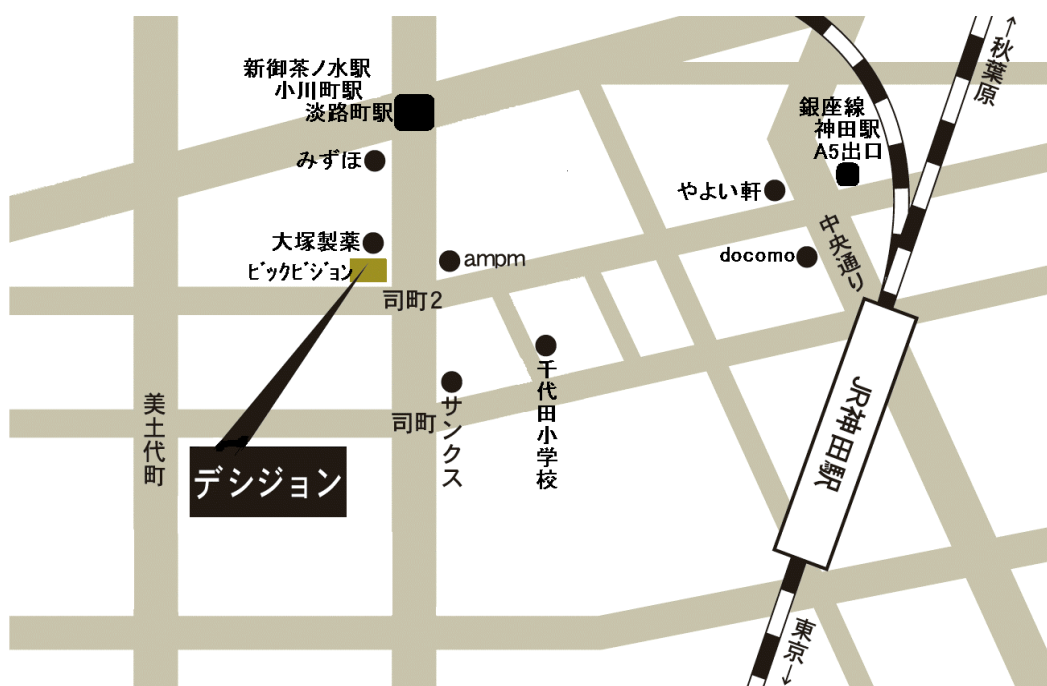 新御茶ノ水駅
小川町駅
淡路町駅
みずほ
大塚製薬
ﾋﾞｯｸﾋﾞｼﾞｮﾝ
ampm
司町2
千代田小学校
サンクス
司町
美土代町
デシジョン
←秋葉原
銀座線
神田駅
A5出口
やよい軒
docomo
中央通り
JR神田駅
東京→